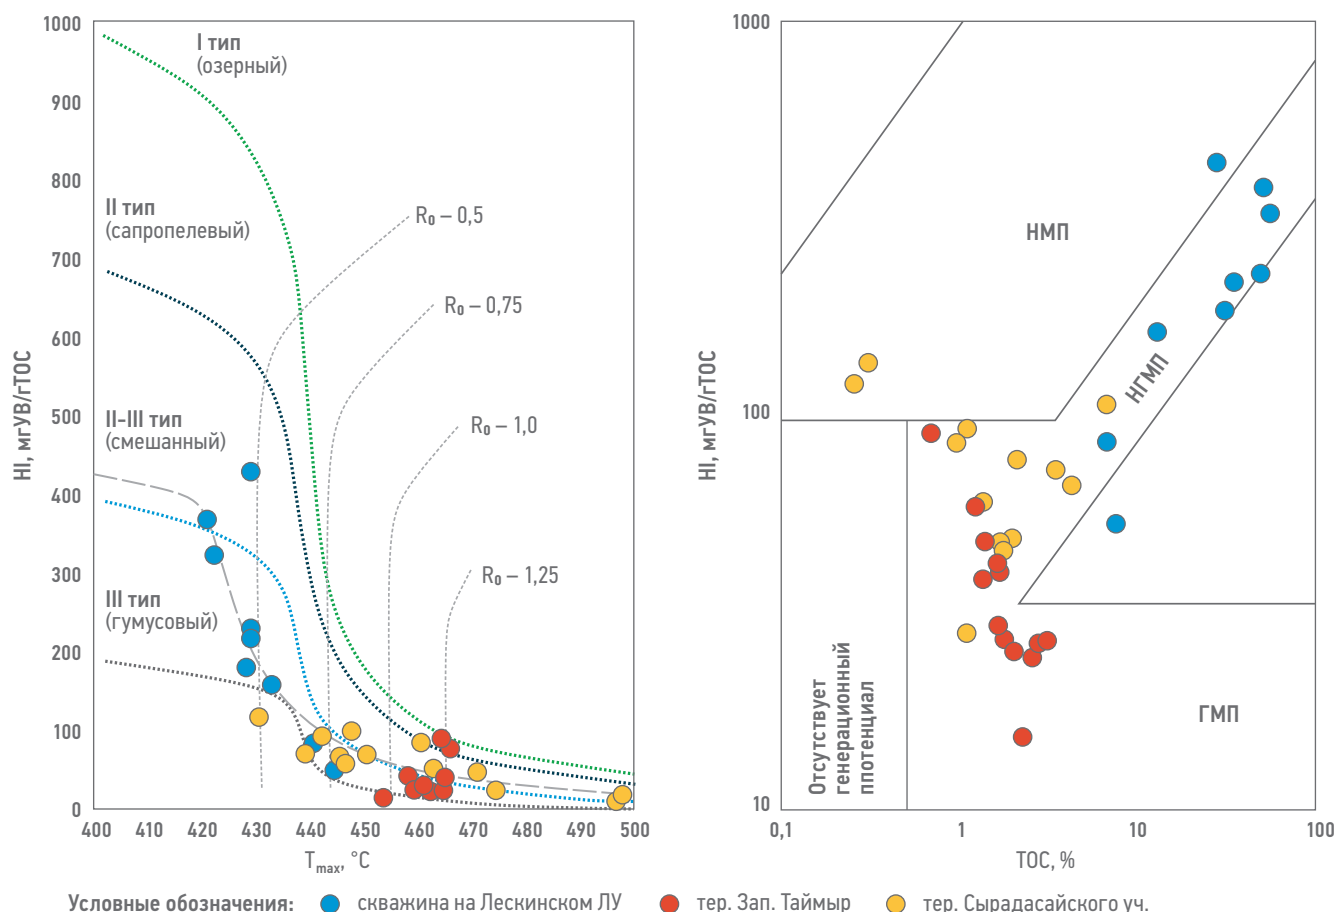 1000
900
800
700
600
500
400
300
200
100
0
HI, мгУВ/гТОС
I тип
(озерный)
II тип
(сапропелевый)
II-III тип
(смешанный)
III тип
(гумусовый)
R₀ – 0,5
R₀ – 0,75
R₀ – 1,0
R₀ – 1,25
400 410 420 430 440 450 460 470 480 490 500
Tmax, °C
1000
100
10
HI, мгУВ/гТОС
НМП
НГМП
ГМП
Отсутствует
генерационный
ппотенциал
0,1 1 10 100
ТОС, %
Условные обозначения: скважина на Лескинском ЛУ тер. Зап. Таймыр тер. Сырадасайского уч.